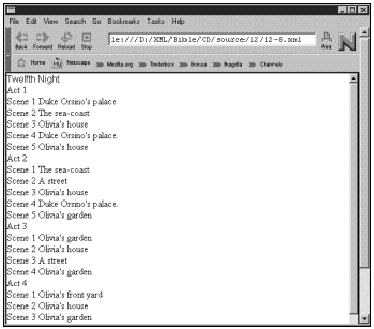 File Edit View Search Go Bookmarks Tasks Help
Back Forward Reload Stop le:///D:/XML/Bible/CD/source/12/12-8.xml Print N
Home My Netscape Mozilla.org Tinderbox Bonsai Bugzilla Channels
Twelfth Night
Act 1
Scene 1 Duke Orsino's palace
Scene 2 The sea-coast
Scene 3 Olivia's house
Scene 4 Duke Orsino's palace.
Scene 5 Olivia's house
Act 2
Scene 1 The sea-coast
Scene 2 A street
Scene 3 Olivia's house
Scene 4 Duke Orsino's palace.
Scene 5 Olivia's garden
Act 3
Scene 1 Olivia's garden
Scene 2 Olivia's house
Scene 3 A street
Scene 4 Olivia's garden
Act 4
Scene 1 Olivia's front yard
Scene 2 Olivia's house
Scene 3 Olivia's garden